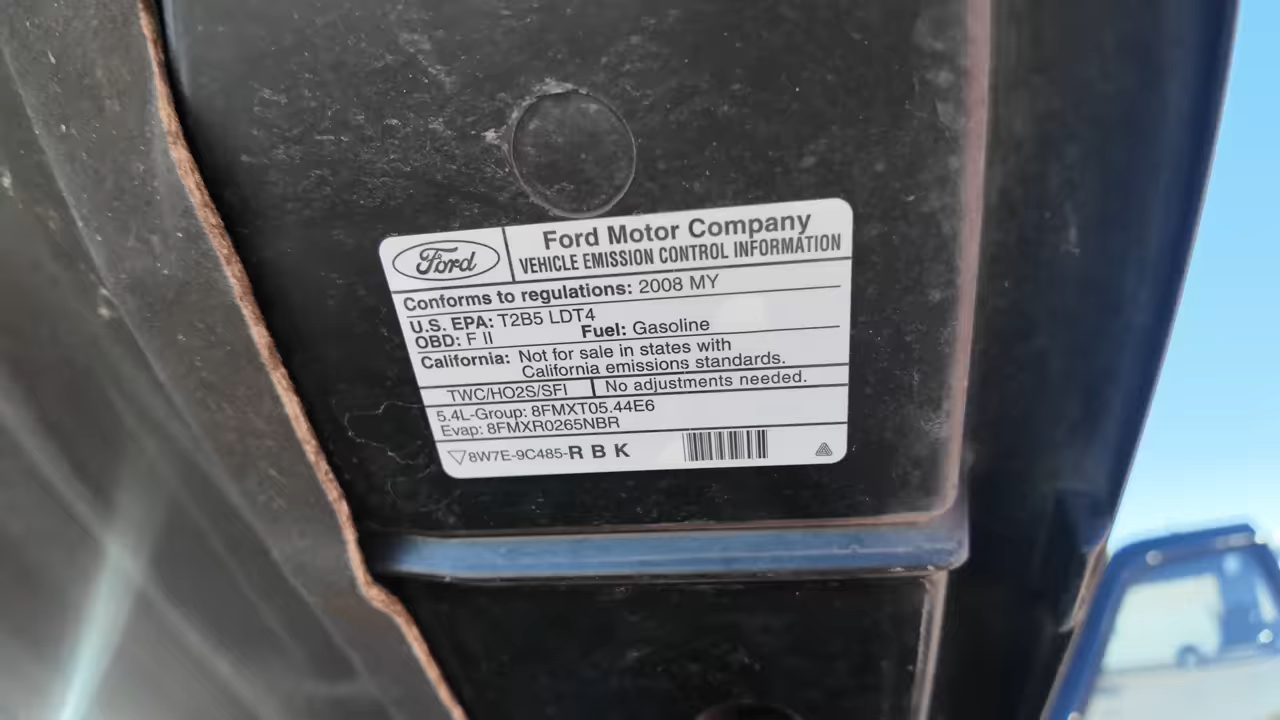 Ford
Ford Motor Company
VEHICLE EMISSION CONTROL INFORMATION
Conforms to regulations: 2008 MY
U.S. EPA: T2B5 LDT4
OBD: F II Fuel: Gasoline
California: Not for sale in states with
California emissions standards.
TWC/HO2S/SFI No adjustments needed.
5.4L-Group: 8FMXT05.44E6
Evap: 8FMXR0265NBR
8W7E-9C485-R B K